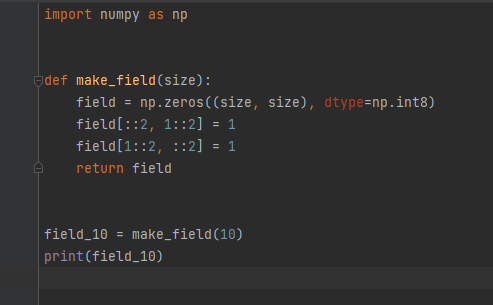 import numpy as np
def make_field(size):
    field = np.zeros((size, size), dtype=np.int8)
    field[::2, 1::2] = 1
    field[1::2, ::2] = 1
    return field
field_10 = make_field(10)
print(field_10)